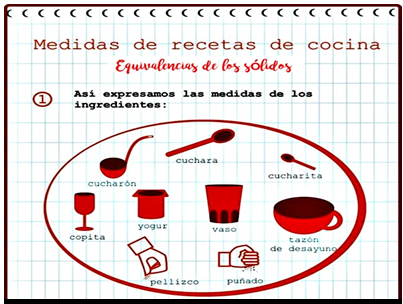 Medidas de recetas de cocina
Equivalencias de los sólidos
1 Así expresamos las medidas de los
ingredientes:
cucharón
cuchara
cucharita
copita
yogur
vaso
tazón
de desayuno
pellizco
puñado